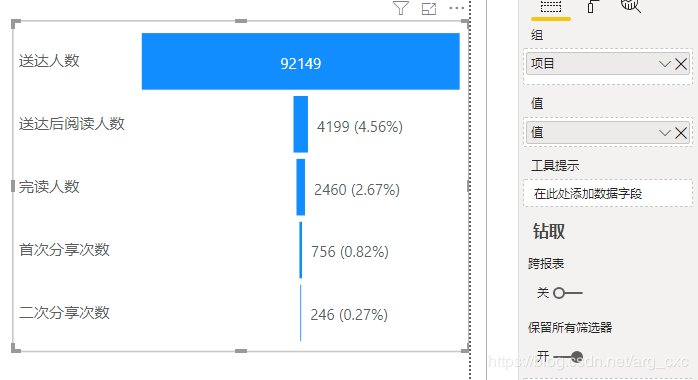 送达人数
92149
送达后阅读人数
4199 (4.56%)
完读人数
2460 (2.67%)
首次分享次数
756 (0.82%)
二次分享次数
246 (0.27%)
组
项目
值
值
工具提示
在此处添加数据字段
钻取
跨报表
关
保留所有筛选器
开
https://blog.csdn.net/arg_cxc